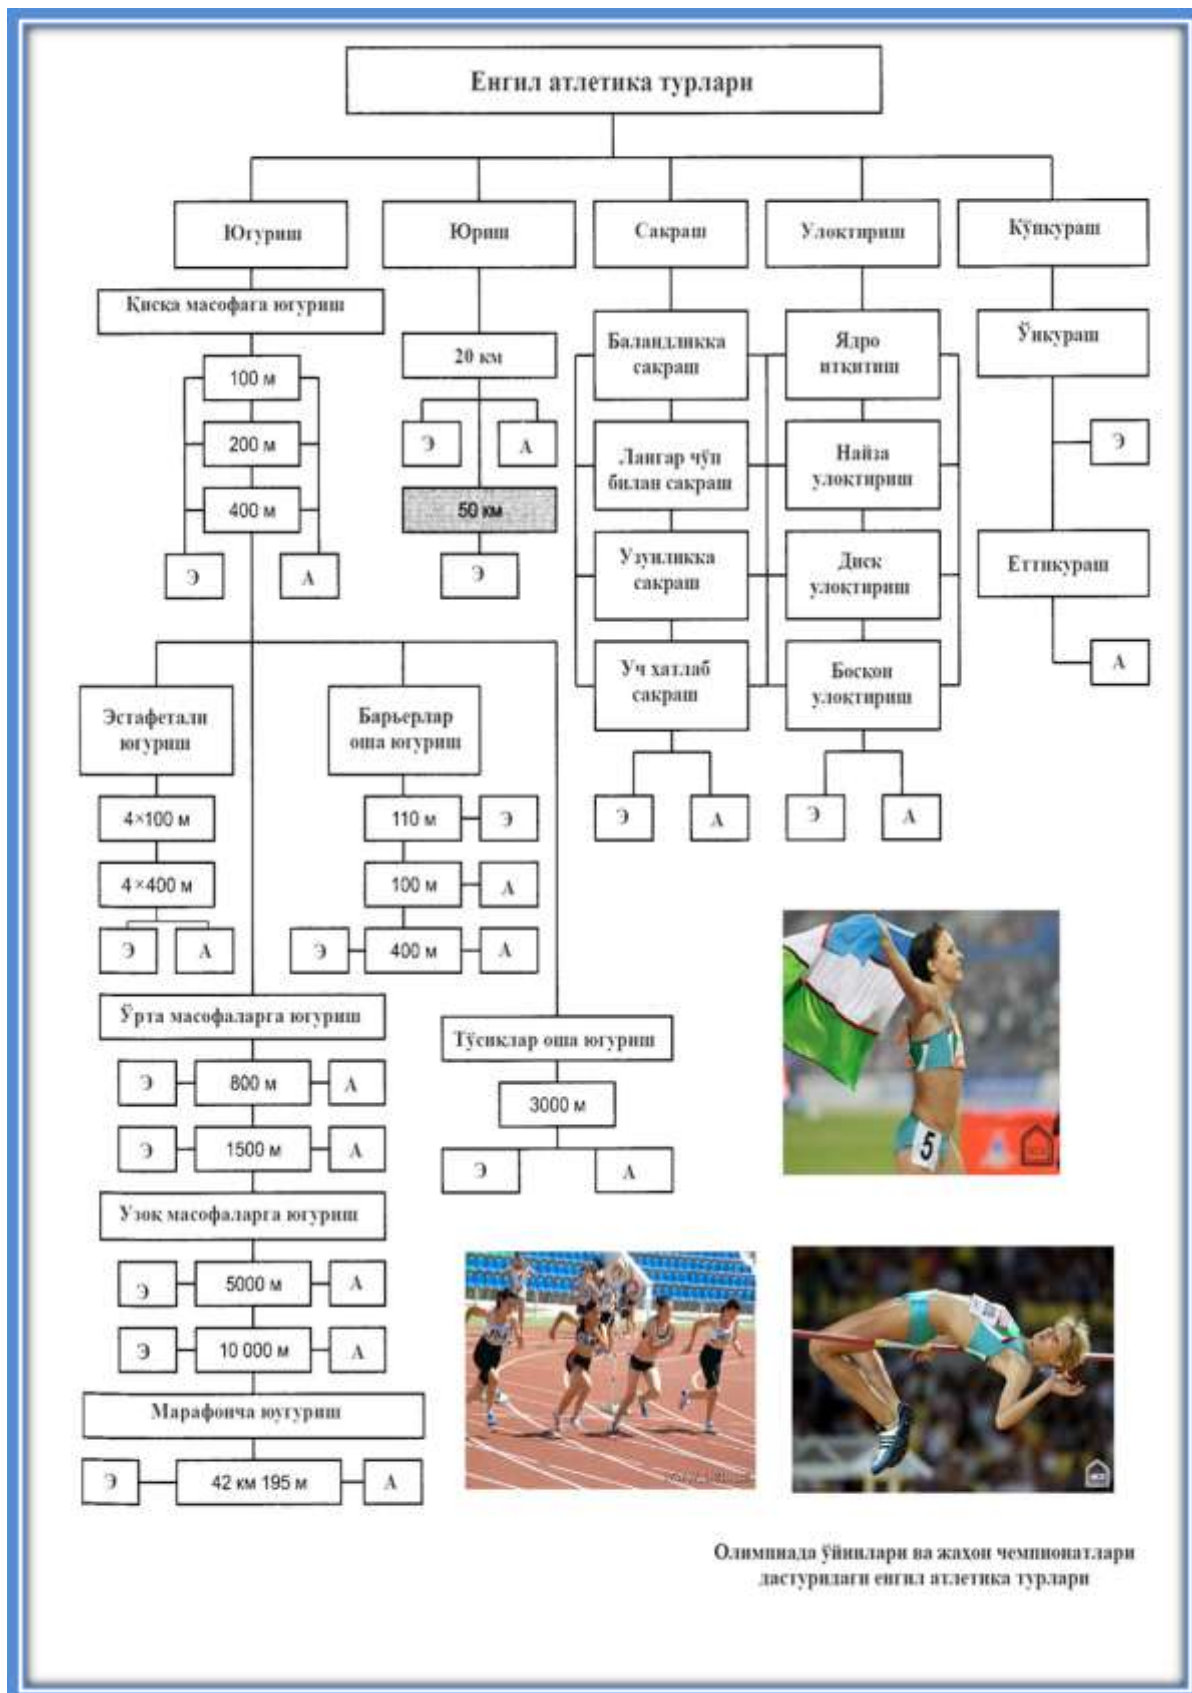 Енгил атлетика турлари
Югуриш
Юриш
Сакраш
Улоқтириш
Кўпкураш
Қисқа масофага югуриш
100 м
200 м
400 м
Э
А
20 км
Э
А
50 км
Э
Баландликка
сакраш
Лангар чўп
билан сакраш
Узунликка
сакраш
Уч хатлаб
сакраш
Э
А
Ядро
итқитиш
Найза
улоқтириш
Диск
улоқтириш
Босқон
улоқтириш
Э
А
Ўнкураш
Э
Еттикураш
А
Эстафетали
югуриш
4×100 м
4×400 м
Э
А
Барьерлар
оша югуриш
110 м
Э
100 м
А
Э
400 м
А
Ўрта масофаларга югуриш
Э
800 м
А
Э
1500 м
А
Тўсиқлар оша югуриш
3000 м
Э
А
Узоқ масофаларга югуриш
Э
5000 м
А
Э
10 000 м
А
Марафонча юугуриш
Э
42 км 195 м
А
5
Олимпиада ўйинлари ва жаҳон чемпионатлари
дастуридаги енгил атлетика турлари